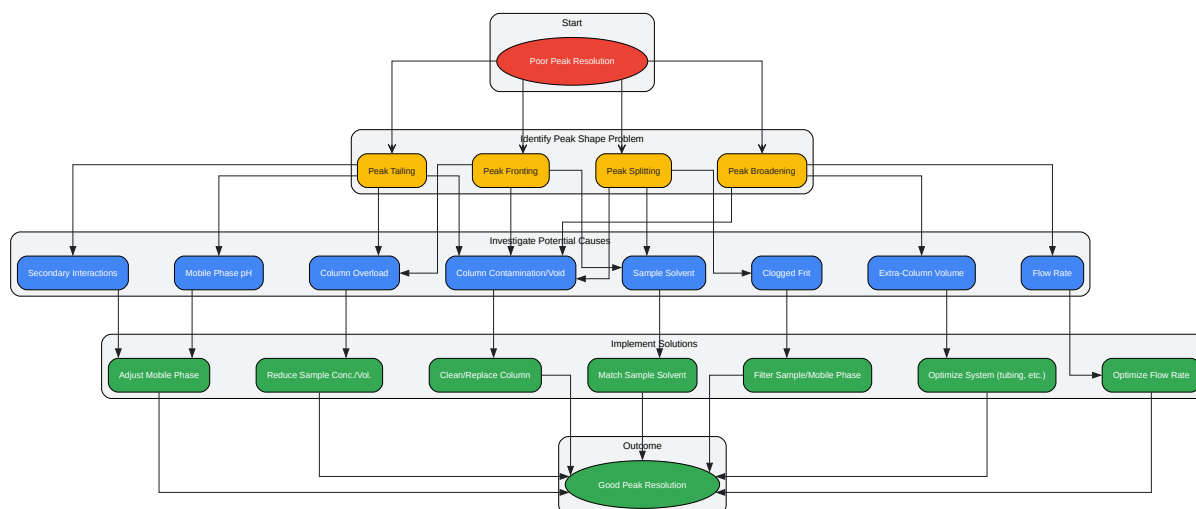 Start
Poor Peak Resolution
Identify Peak Shape Problem
Peak Tailing
Peak Fronting
Peak Splitting
Peak Broadening
Investigate Potential Causes
Secondary Interactions
Mobile Phase pH
Column Overload
Column Contamination/Void
Sample Solvent
Clogged Frit
Extra-Column Volume
Flow Rate
Implement Solutions
Adjust Mobile Phase
Reduce Sample Conc./Vol.
Clean/Replace Column
Match Sample Solvent
Filter Sample/Mobile Phase
Optimize System (tubing, etc.)
Optimize Flow Rate
Outcome
Good Peak Resolution